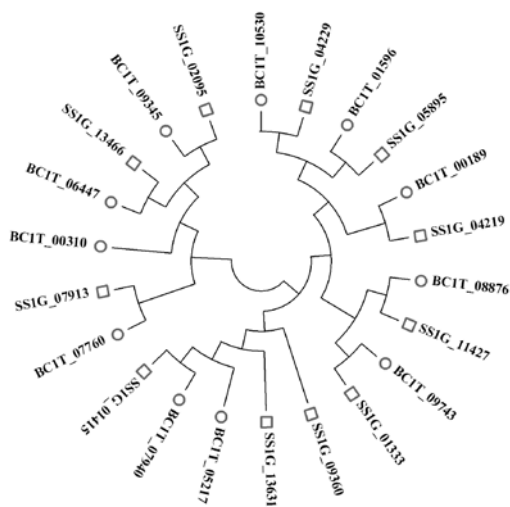 BC1T_10530
SS1G_04229
BC1T_01596
SS1G_05895
BC1T_00189
SS1G_04219
BC1T_08876
SS1G_11427
BC1T_09743
SS1G_01333
SS1G_09360
SS1G_13631
BC1T_05217
BC1T_07940
SS1G_01415
BC1T_07760
SS1G_07913
BC1T_00310
BC1T_06447
SS1G_13466
BC1T_09345
SS1G_02095